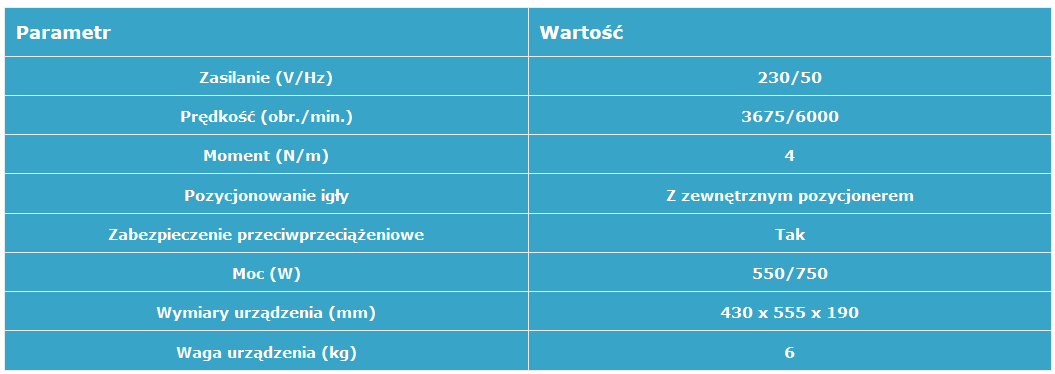 Parametr Wartość
Zasilanie (V/Hz) 230/50
Prędkość (obr./min.) 3675/6000
Moment (N/m) 4
Pozycjonowanie igły Z zewnętrznym pozycjonerem
Zabezpieczenie przeciwprzeciążeniowe Tak
Moc (W) 550/750
Wymiary urządzenia (mm) 430 x 555 x 190
Waga urządzenia (kg) 6